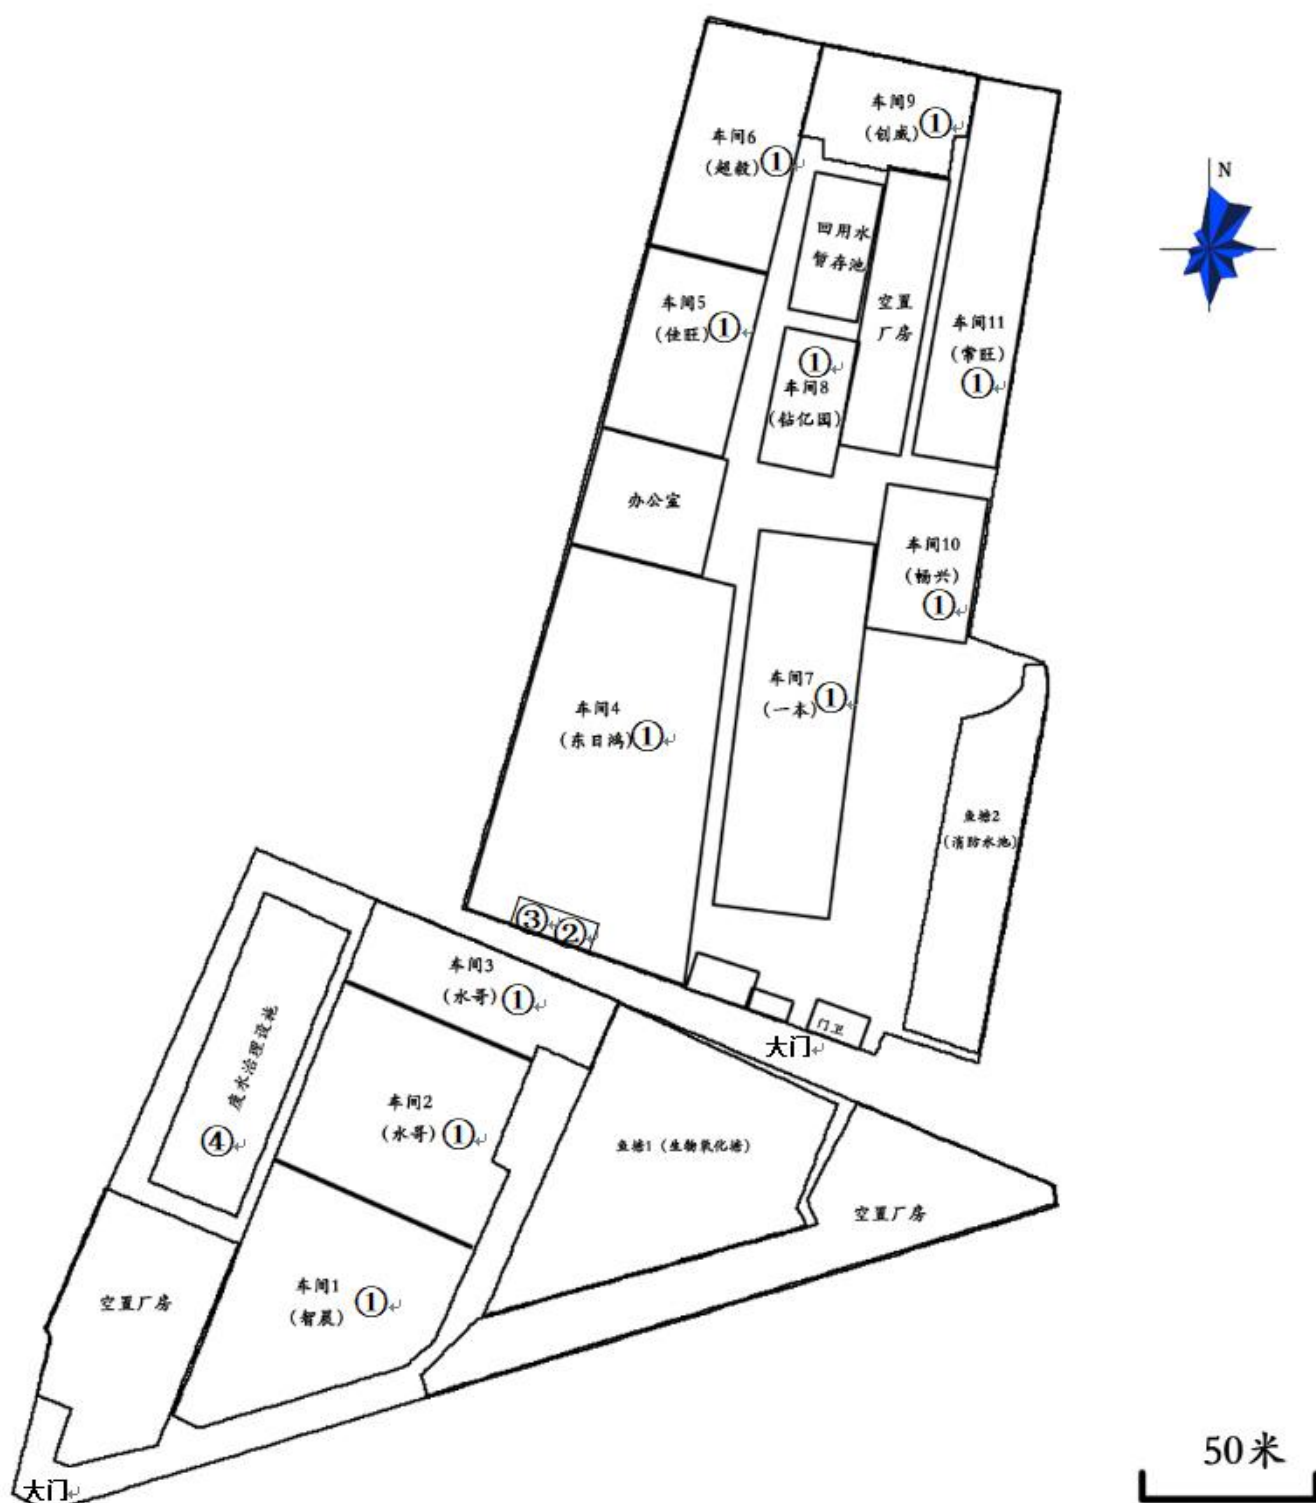 车间9
(创威)
①
车间6
(超毅)
①
N
回用水
暂存池
空置
厂房
车间5
(佳旺)
①
车间11
(常旺)
①
①
车间8
(钻亿国)
办公室
车间10
(畅兴)
①
车间7
(一本)
①
车间4
(东日鸿)
①
鱼塘2
(消防水池)
③
②
门卫
大门
车间3
(水哥)
①
废水治理设施
④
车间2
(水哥)
①
鱼塘1 (生物氧化塘)
空置厂房
空置厂房
车间1
(智晨)
①
50米
大门